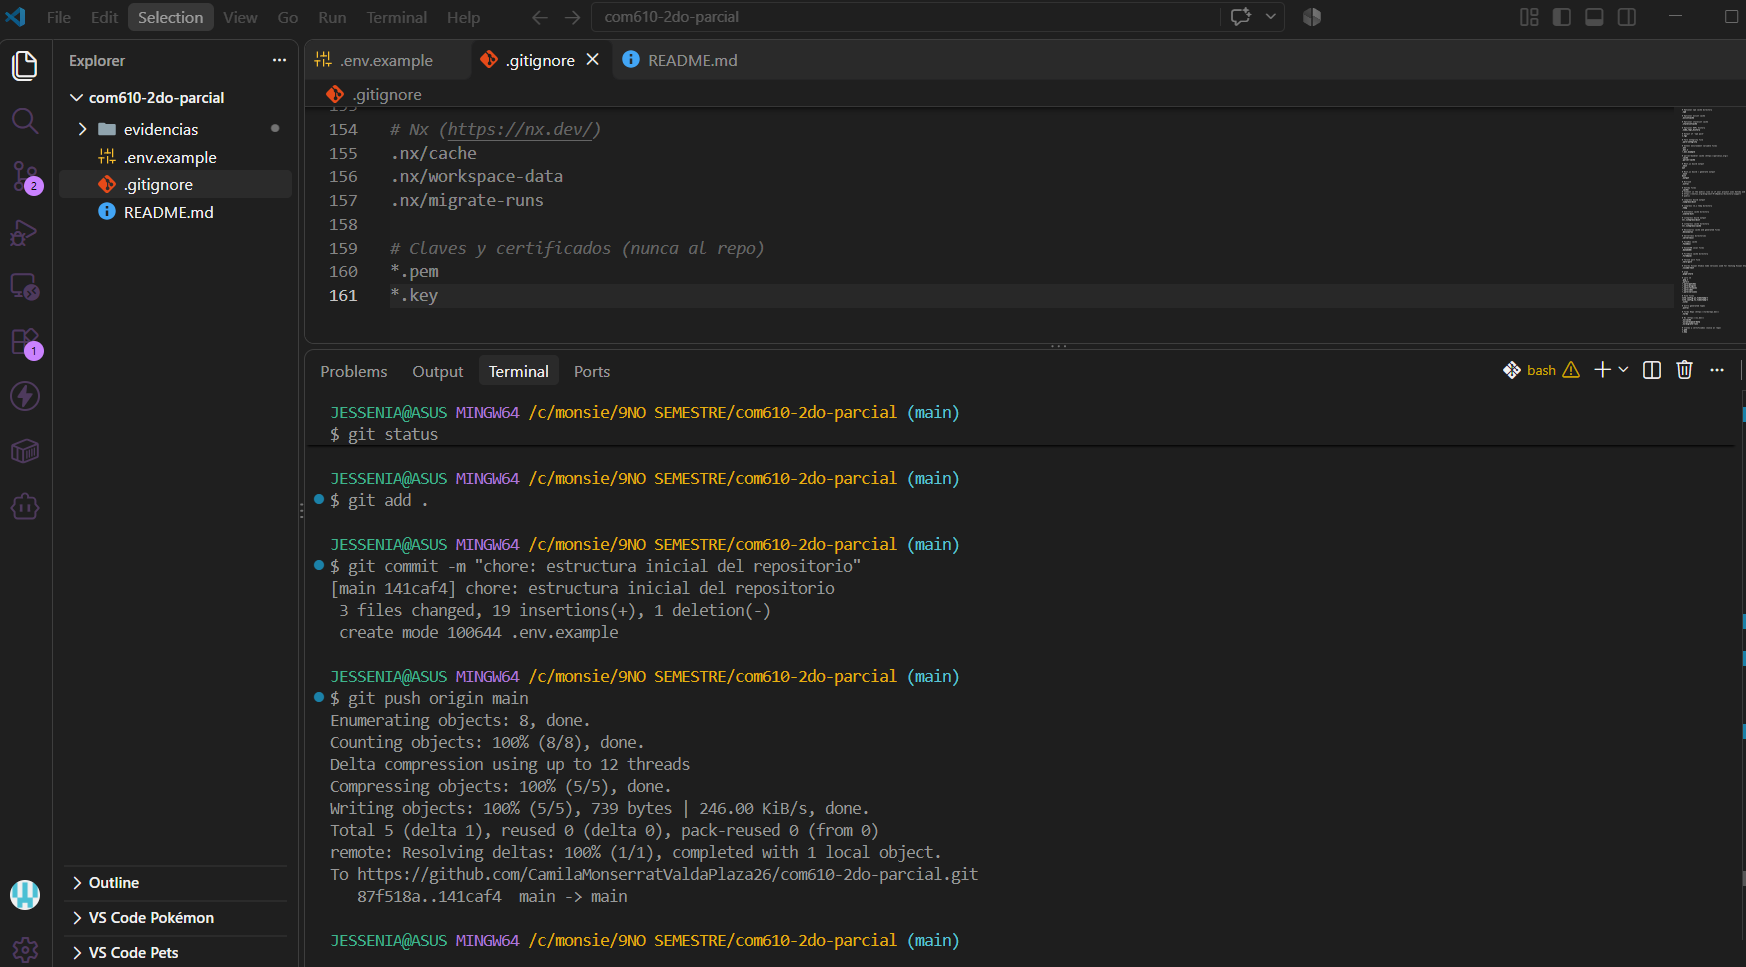 File Edit Selection View Go Run Terminal Help
com610-2do-parcial
Explorer
com610-2do-parcial
evidencias
.env.example
.gitignore
README.md
2
1
Outline
VS Code Pokémon
VS Code Pets
.env.example
.gitignore
README.md
.gitignore
154 # Nx (https://nx.dev/)
155 .nx/cache
156 .nx/workspace-data
157 .nx/migrate-runs
158
159 # Claves y certificados (nunca al repo)
160 *.pem
161 *.key
Problems Output Terminal Ports
bash
JESSENIA@ASUS MINGW64 /c/monsie/9NO SEMESTRE/com610-2do-parcial (main)
$ git status
JESSENIA@ASUS MINGW64 /c/monsie/9NO SEMESTRE/com610-2do-parcial (main)
$ git add .
JESSENIA@ASUS MINGW64 /c/monsie/9NO SEMESTRE/com610-2do-parcial (main)
$ git commit -m "chore: estructura inicial del repositorio"
[main 141caf4] chore: estructura inicial del repositorio
3 files changed, 19 insertions(+), 1 deletion(-)
create mode 100644 .env.example
JESSENIA@ASUS MINGW64 /c/monsie/9NO SEMESTRE/com610-2do-parcial (main)
$ git push origin main
Enumerating objects: 8, done.
Counting objects: 100% (8/8), done.
Delta compression using up to 12 threads
Compressing objects: 100% (5/5), done.
Writing objects: 100% (5/5), 739 bytes | 246.00 KiB/s, done.
Total 5 (delta 1), reused 0 (delta 0), pack-reused 0 (from 0)
remote: Resolving deltas: 100% (1/1), completed with 1 local object.
To https://github.com/CamilaMonserratValdaPlaza26/com610-2do-parcial.git
87f518a..141caf4 main -> main
JESSENIA@ASUS MINGW64 /c/monsie/9NO SEMESTRE/com610-2do-parcial (main)